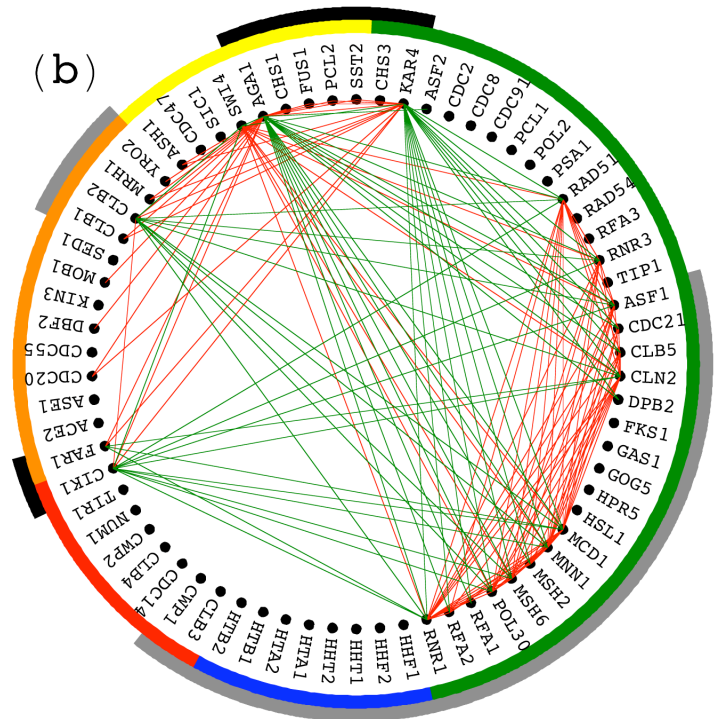 (b)
CHS3
KAR4
ASF2
CDC2
CDC8
CDC91
PCL1
POL2
PSA1
RAD51
RAD54
RFA3
RNR3
TIP1
ASF1
CDC21
CLB5
CLN2
DPB2
FKS1
GAS1
GOG5
HPR5
HSL1
MCD1
MNN1
MSH2
MSH6
POL30
RFA1
RFA2
RNR1
HHF1
HHF2
HHT1
HHT2
HTA1
HTA2
HTB1
HTB2
CLB3
CWP1
CDC14
CLB4
CWP2
NUM1
TIR1
CIK1
FAR1
ACE2
ASE1
CDC20
CDC55
DBF2
KIN3
MOB1
SED1
CLB1
CLB2
MRH1
YRO2
ASH1
CDC47
SIC1
SWI4
AGA1
CHS1
FUS1
PCL2
SST2